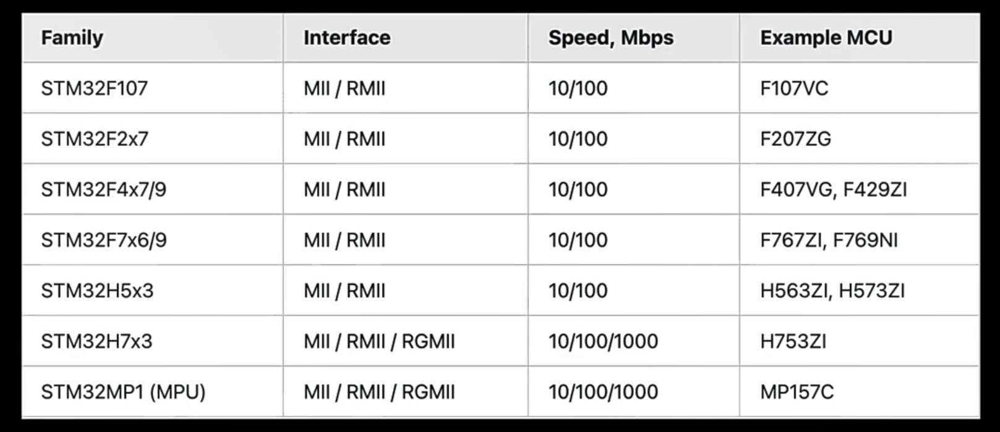 Family Interface Speed, Mbps Example MCU
STM32F107 MII / RMII 10/100 F107VC
STM32F2x7 MII / RMII 10/100 F207ZG
STM32F4x7/9 MII / RMII 10/100 F407VG, F429ZI
STM32F7x6/9 MII / RMII 10/100 F767ZI, F769NI
STM32H5x3 MII / RMII 10/100 H563ZI, H573ZI
STM32H7x3 MII / RMII / RGMII 10/100/1000 H753ZI
STM32MP1 (MPU) MII / RMII / RGMII 10/100/1000 MP157C